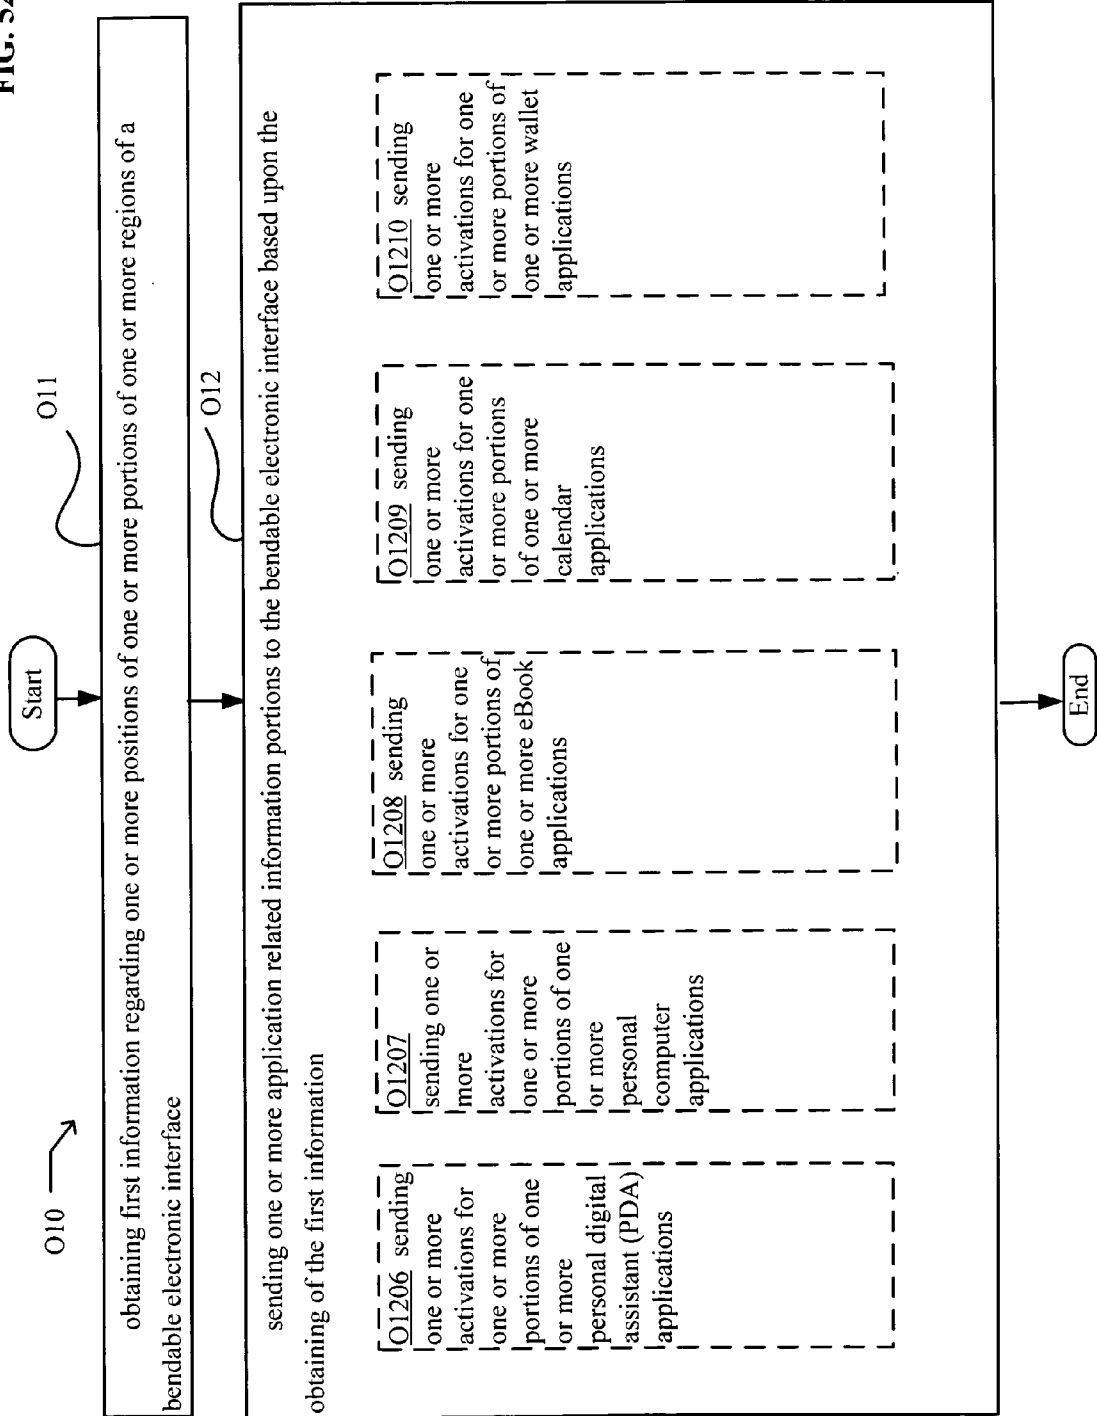 Start
O10
O11
obtaining first information regarding one or more positions of one or more portions of one or more regions of a
bendable electronic interface
O12
sending one or more application related information portions to the bendable electronic interface based upon the
obtaining of the first information
O1206 sending
one or more
activations for
one or more
portions of one
or more
personal digital
assistant (PDA)
applications
O1207
sending one or
more
activations for
one or more
portions of one
or more
personal
computer
applications
O1208 sending
one or more
activations for one
or more portions of
one or more eBook
applications
O1209 sending
one or more
activations for one
or more portions
of one or more
calendar
applications
O1210 sending
one or more
activations for one
or more portions of
one or more wallet
applications
End